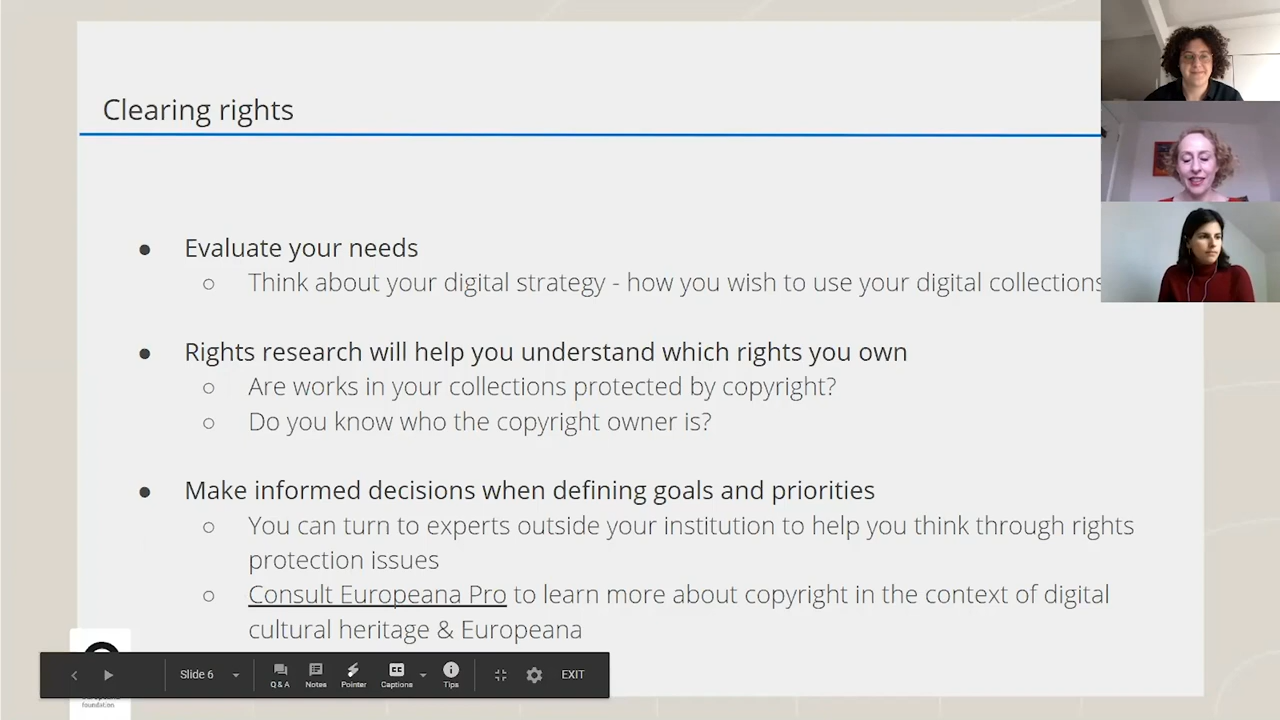 Clearing rights
● Evaluate your needs
○ Think about your digital strategy - how you wish to use your digital collections
● Rights research will help you understand which rights you own
○ Are works in your collections protected by copyright?
○ Do you know who the copyright owner is?
● Make informed decisions when defining goals and priorities
○ You can turn to experts outside your institution to help you think through rights
protection issues
○ Consult Europeana Pro to learn more about copyright in the context of digital
cultural heritage & Europeana
Slide 6
Q & A
Notes
Pointer
CC
Captions
Tips
EXIT
foundation